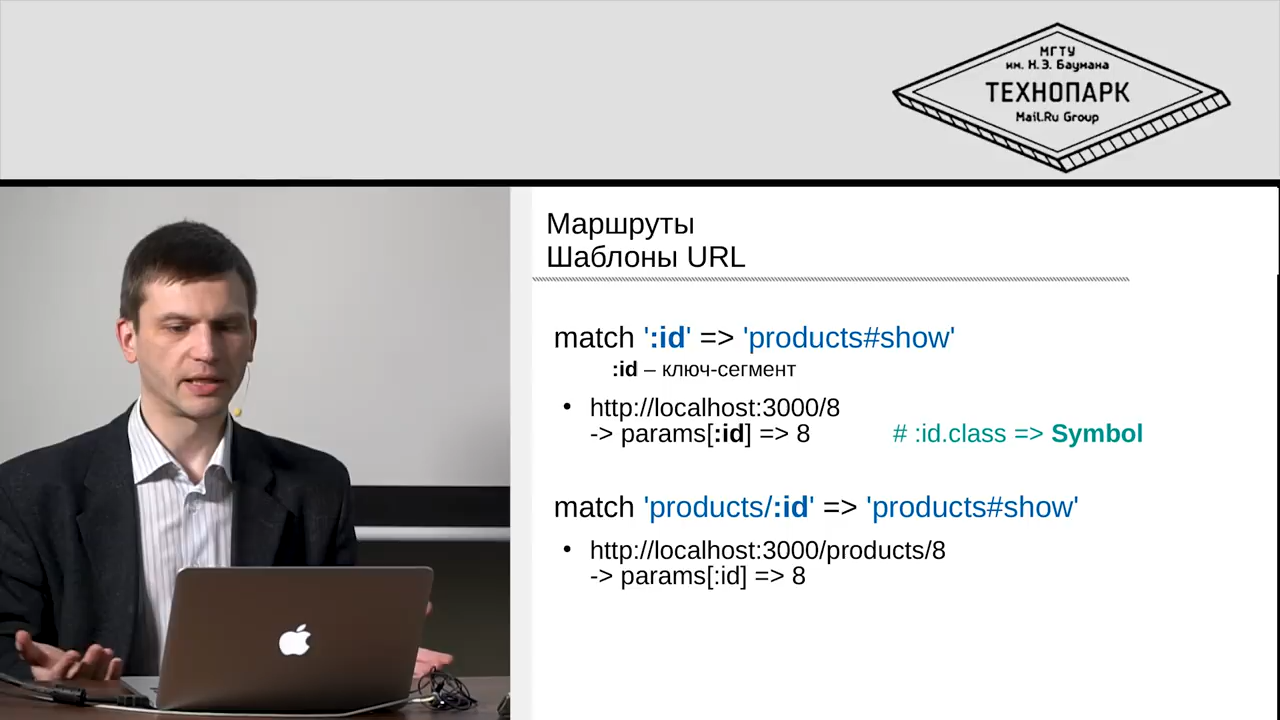 МГТУ
им. Н.Э. Баумана
ТЕХНОПАРК
Mail.Ru Group
Маршруты
Шаблоны URL
match ':id' => 'products#show'
:id – ключ-сегмент
• http://localhost:3000/8
-> params[:id] => 8 # :id.class => Symbol
match 'products/:id' => 'products#show'
• http://localhost:3000/products/8
-> params[:id] => 8